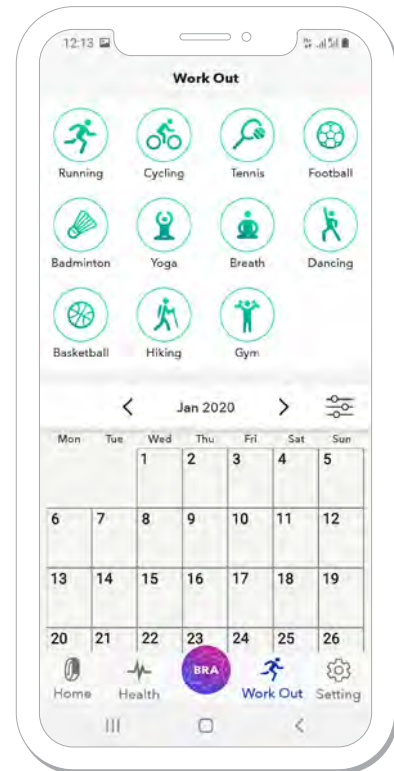 12:13
Work Out
Running Cycling Tennis Football
Badminton Yoga Breath Dancing
Basketball Hiking Gym
Jan 2020
Mon Tue Wed Thu Fri Sat Sun
1 2 3 4 5
6 7 8 9 10 11 12
13 14 15 16 17 18 19
20 21 22 23 24 25 26
BRA
Home Health Work Out Setting